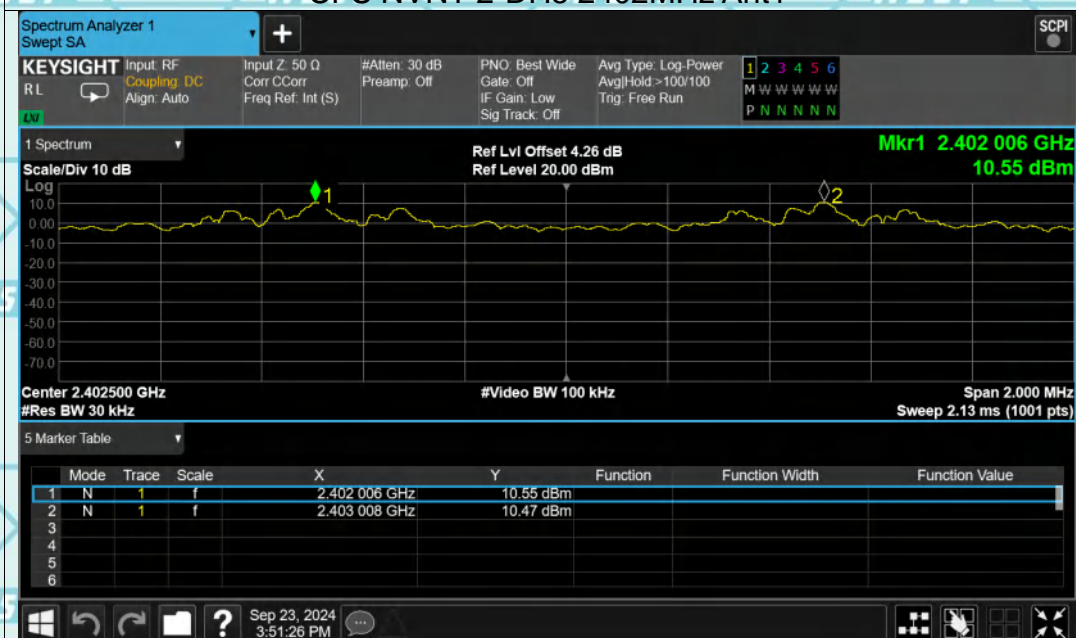 Spectrum Analyzer 1
Swept SA
+
SCPI
KEYSIGHT
RL
LXI
Input: RF
Coupling: DC
Align: Auto
Input Z: 50 Ω
Corr CCorr
Freq Ref: Int (S)
#Atten: 30 dB
Preamp: Off
PNO: Best Wide
Gate: Off
IF Gain: Low
Sig Track: Off
Avg Type: Log-Power
Avg|Hold:>100/100
Trig: Free Run
1 2 3 4 5 6
M W W W W W
P N N N N N
1 Spectrum
Scale/Div 10 dB
Ref Lvl Offset 4.26 dB
Ref Level 20.00 dBm
Mkr1 2.402 006 GHz
10.55 dBm
Log
10.0
0.00
-10.0
-20.0
-30.0
-40.0
-50.0
-60.0
-70.0
1
2
Center 2.402500 GHz
#Res BW 30 kHz
#Video BW 100 kHz
Span 2.000 MHz
Sweep 2.13 ms (1001 pts)
5 Marker Table
Mode Trace Scale X Y Function Function Width Function Value
1 N 1 f 2.402 006 GHz 10.55 dBm
2 N 1 f 2.403 008 GHz 10.47 dBm
3
4
5
6
?
Sep 23, 2024
3:51:26 PM